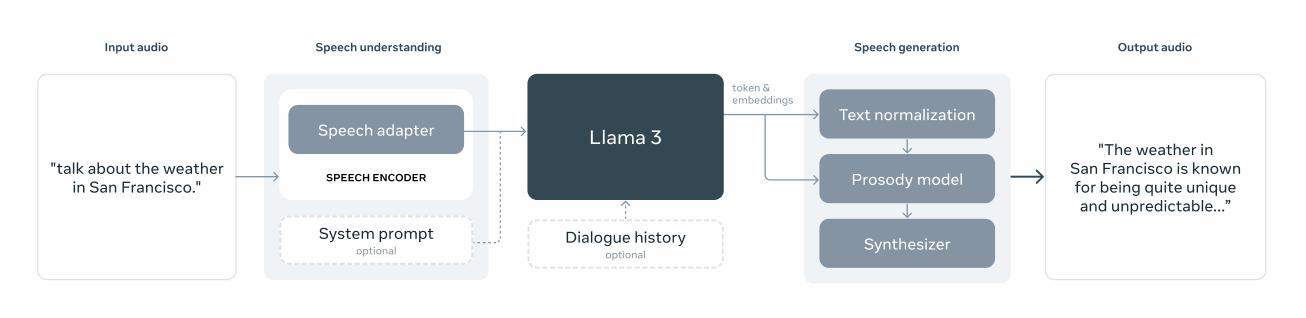 Input audio
Speech understanding
Speech generation
Output audio
"talk about the weather
in San Francisco."
Speech adapter
SPEECH ENCODER
System prompt
optional
Llama 3
Dialogue history
optional
token &
embeddings
Text normalization
Prosody model
Synthesizer
"The weather in
San Francisco is known
for being quite unique
and unpredictable...”